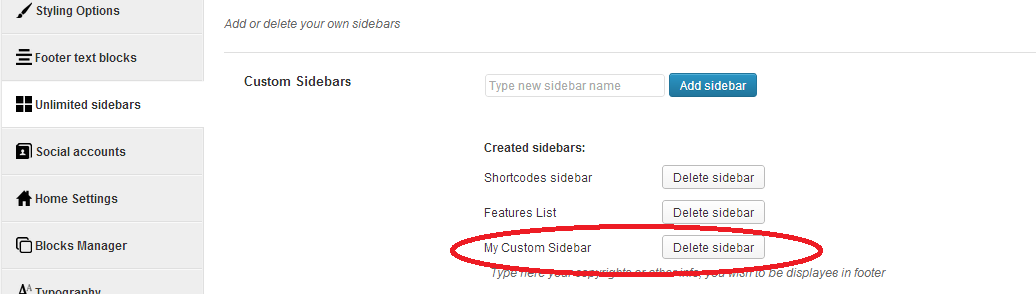 Styling Options
Footer text blocks
Unlimited sidebars
Social accounts
Home Settings
Blocks Manager
Typography
Add or delete your own sidebars
Custom Sidebars
Type new sidebar name
Add sidebar
Created sidebars:
Shortcodes sidebar Delete sidebar
Features List Delete sidebar
My Custom Sidebar Delete sidebar
Type here your copyrights or other info, you wish to be displayee in footer